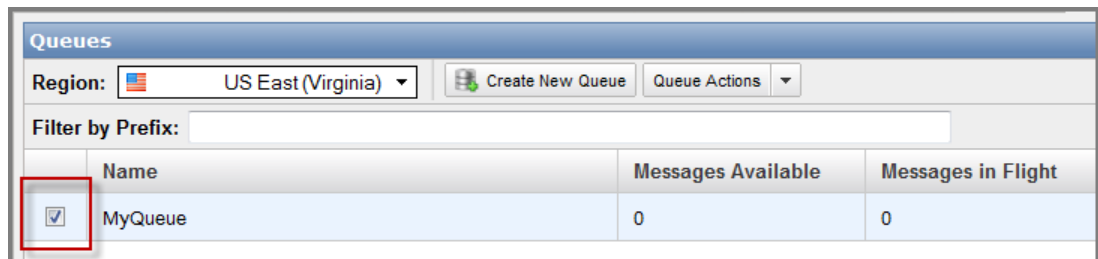 Queues
Region: US East (Virginia) Create New Queue Queue Actions
Filter by Prefix:
Name Messages Available Messages in Flight
MyQueue 0 0